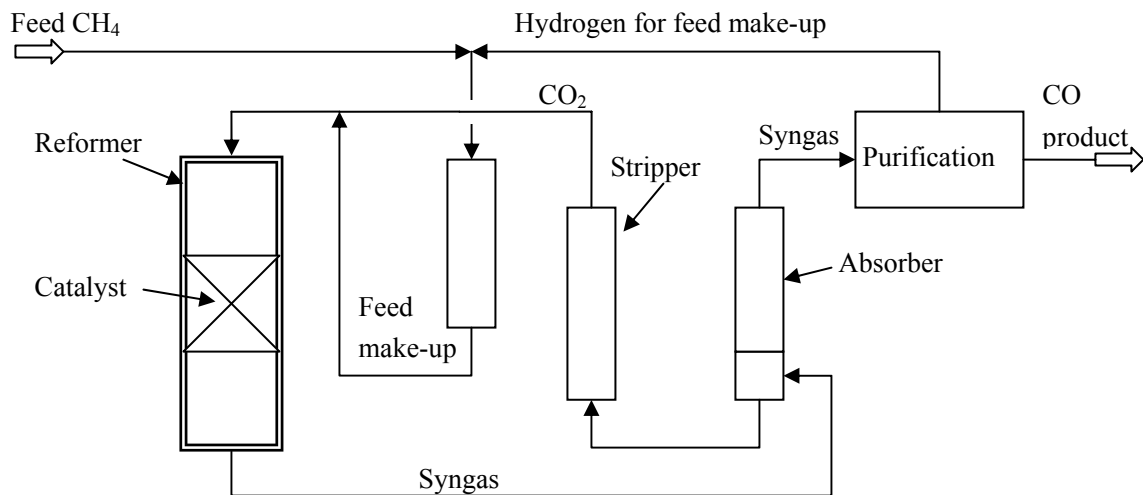 Feed CH₄
Hydrogen for feed make-up
CO₂
CO
product
Reformer
Syngas
Purification
Stripper
Absorber
Catalyst
Feed
make-up
Syngas